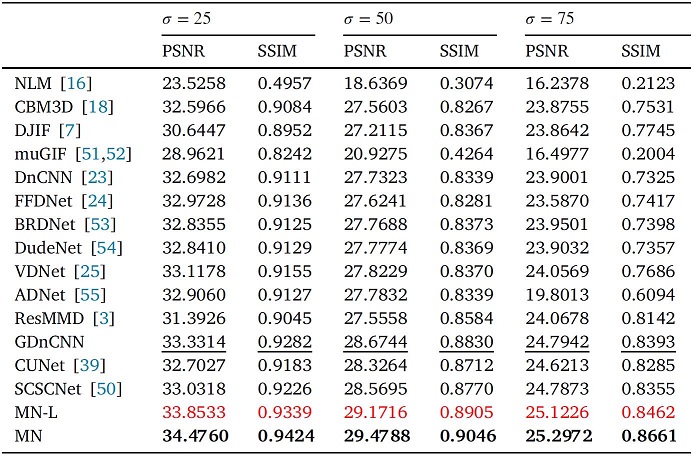 σ = 25 σ = 50 σ = 75
PSNR SSIM PSNR SSIM PSNR SSIM
NLM [16] 23.5258 0.4957 18.6369 0.3074 16.2378 0.2123
CBM3D [18] 32.5966 0.9084 27.5603 0.8267 23.8755 0.7531
DJIF [7] 30.6447 0.8952 27.2115 0.8367 23.8642 0.7745
muGIF [51,52] 28.9621 0.8242 20.9275 0.4264 16.4977 0.2004
DnCNN [23] 32.6982 0.9111 27.7323 0.8339 23.9001 0.7325
FFDNet [24] 32.9728 0.9136 27.6241 0.8281 23.5870 0.7417
BRDNet [53] 32.8355 0.9125 27.7688 0.8373 23.9501 0.7398
DudeNet [54] 32.8410 0.9129 27.7774 0.8369 23.9032 0.7357
VDNet [25] 33.1178 0.9155 27.8229 0.8370 24.0569 0.7686
ADNet [55] 32.9060 0.9127 27.7832 0.8339 19.8013 0.6094
ResMMD [3] 31.3926 0.9045 27.5558 0.8584 24.0678 0.8142
GDnCNN 33.3314 0.9282 28.6744 0.8830 24.7942 0.8393
CUNet [39] 32.7027 0.9183 28.3264 0.8712 24.6213 0.8285
SCSCNet [50] 33.0318 0.9226 28.5695 0.8770 24.7873 0.8355
MN-L 33.8533 0.9339 29.1716 0.8905 25.1226 0.8462
MN 34.4760 0.9424 29.4788 0.9046 25.2972 0.8661